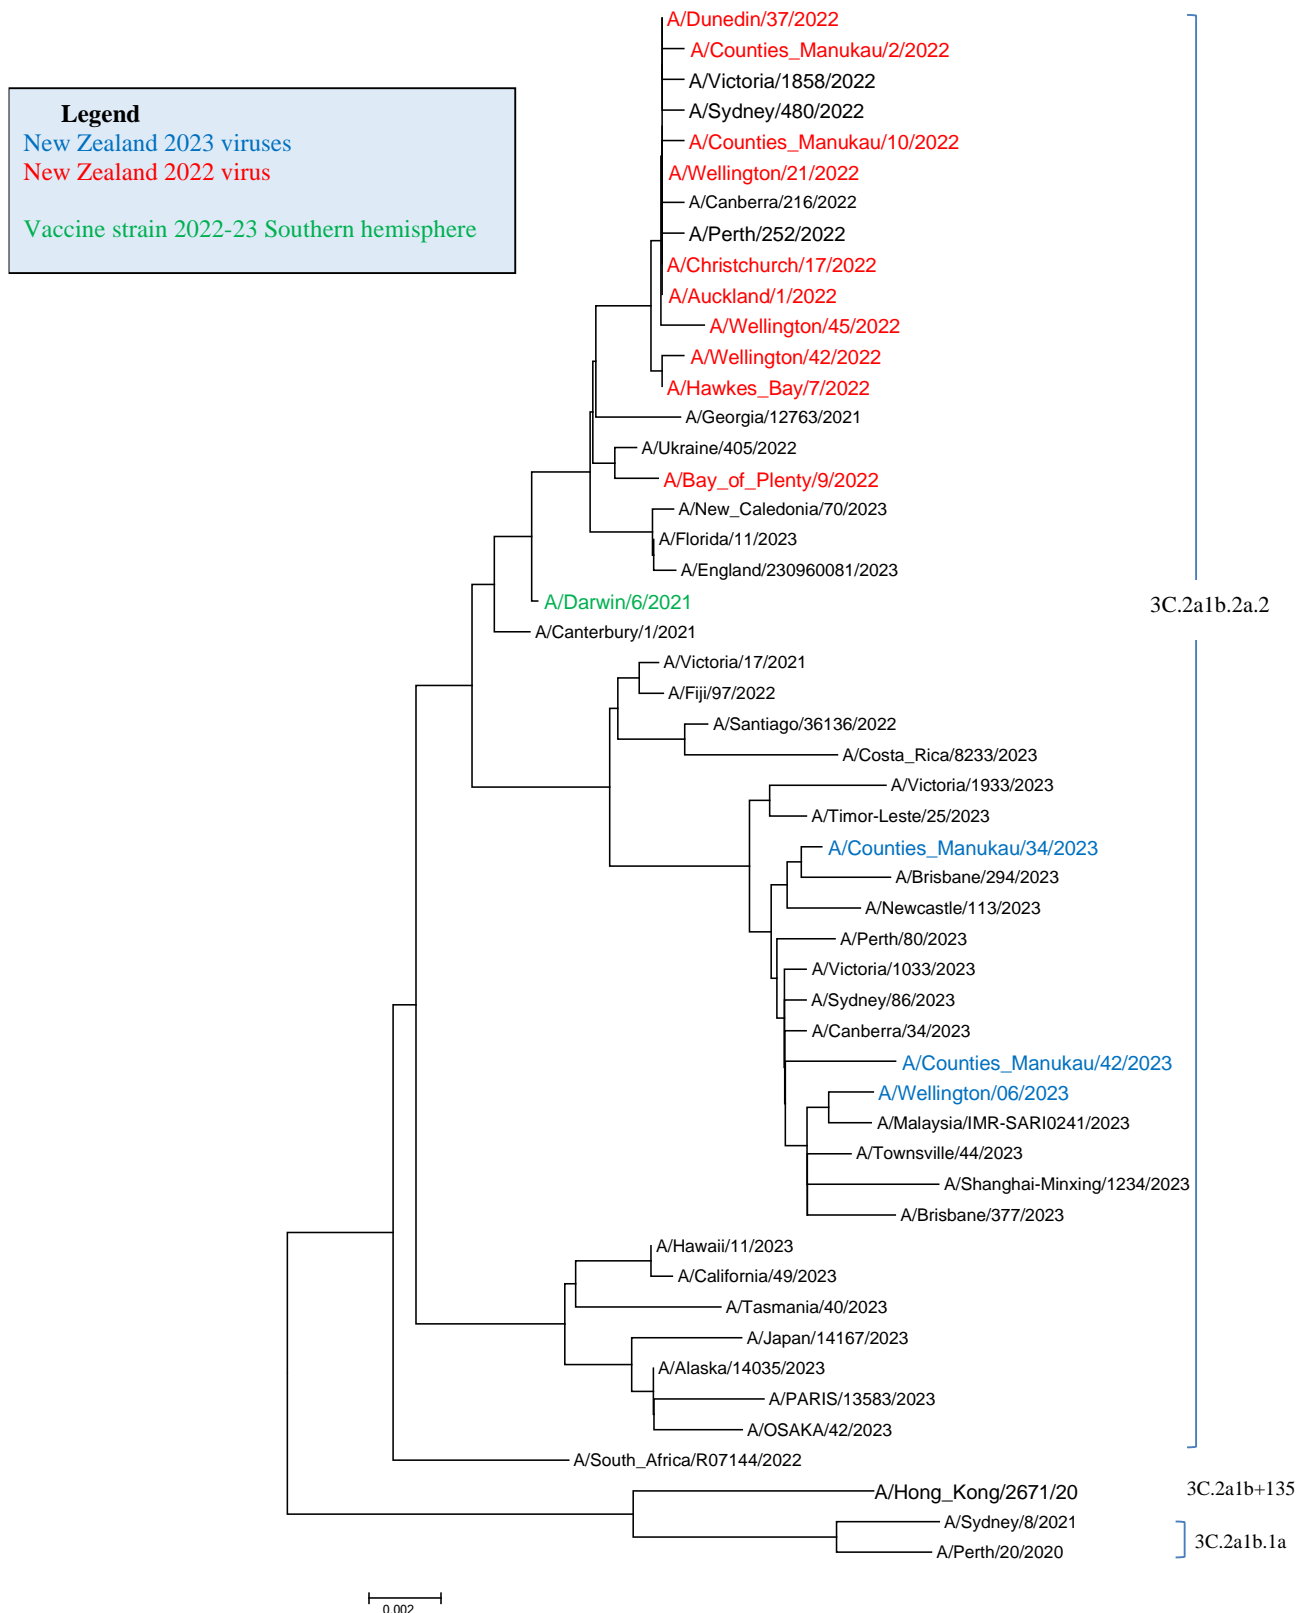 Legend
New Zealand 2023 viruses
New Zealand 2022 virus
Vaccine strain 2022-23 Southern hemisphere
A/Dunedin/37/2022
A/Counties_Manukau/2/2022
A/Victoria/1858/2022
A/Sydney/480/2022
A/Counties_Manukau/10/2022
A/Wellington/21/2022
A/Canberra/216/2022
A/Perth/252/2022
A/Christchurch/17/2022
A/Auckland/1/2022
A/Wellington/45/2022
A/Wellington/42/2022
A/Hawkes_Bay/7/2022
A/Georgia/12763/2021
A/Ukraine/405/2022
A/Bay_of_Plenty/9/2022
A/New_Caledonia/70/2023
A/Florida/11/2023
A/England/230960081/2023
A/Darwin/6/2021
3C.2a1b.2a.2
A/Canterbury/1/2021
A/Victoria/17/2021
A/Fiji/97/2022
A/Santiago/36136/2022
A/Costa_Rica/8233/2023
A/Victoria/1933/2023
A/Timor-Leste/25/2023
A/Counties_Manukau/34/2023
A/Brisbane/294/2023
A/Newcastle/113/2023
A/Perth/80/2023
A/Victoria/1033/2023
A/Sydney/86/2023
A/Canberra/34/2023
A/Counties_Manukau/42/2023
A/Wellington/06/2023
A/Malaysia/IMR-SARI0241/2023
A/Townsville/44/2023
A/Shanghai-Minxing/1234/2023
A/Brisbane/377/2023
A/Hawaii/11/2023
A/California/49/2023
A/Tasmania/40/2023
A/Japan/14167/2023
A/Alaska/14035/2023
A/PARIS/13583/2023
A/OSAKA/42/2023
A/South_Africa/R07144/2022
A/Hong_Kong/2671/20
3C.2a1b+135
A/Sydney/8/2021
3C.2a1b.1a
A/Perth/20/2020
0.002